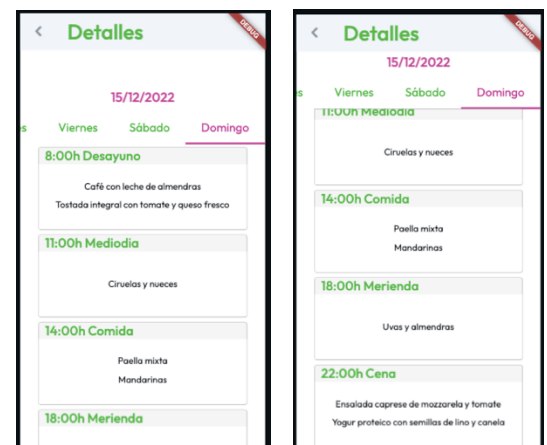 Detalles
DEBUG
15/12/2022
s
Viernes
Sábado
Domingo
8:00h Desayuno
Café con leche de almendras
Tostada integral con tomate y queso fresco
11:00h Mediodia
Ciruelas y nueces
14:00h Comida
Paella mixta
Mandarinas
18:00h Merienda
Detalles
DEBUG
15/12/2022
s
Viernes
Sábado
Domingo
11:00h Mediodia
Ciruelas y nueces
14:00h Comida
Paella mixta
Mandarinas
18:00h Merienda
Uvas y almendras
22:00h Cena
Ensalada caprese de mozzarela y tomate
Yogur proteico con semillas de lino y canela